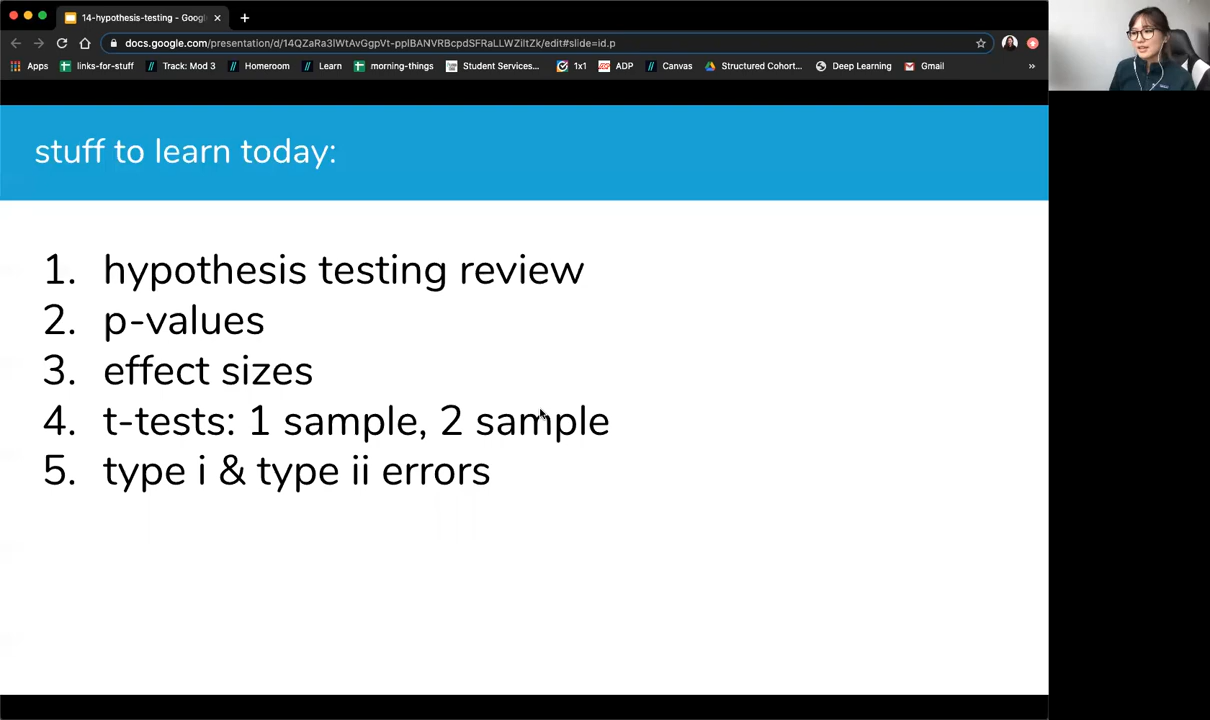 14-hypothesis-testing - Goog
docs.google.com/presentation/d/14QZaRa3lWtAvGgpVt-pplBANVRBcpdSFRaLLWZiltZk/edit#slide=id.p
Apps links-for-stuff Track: Mod 3 Homeroom Learn morning-things Student Services... 1x1 ADP Canvas Structured Cohort... Deep Learning Gmail »
stuff to learn today:
1. hypothesis testing review
2. p-values
3. effect sizes
4. t-tests: 1 sample, 2 sample
5. type i & type ii errors